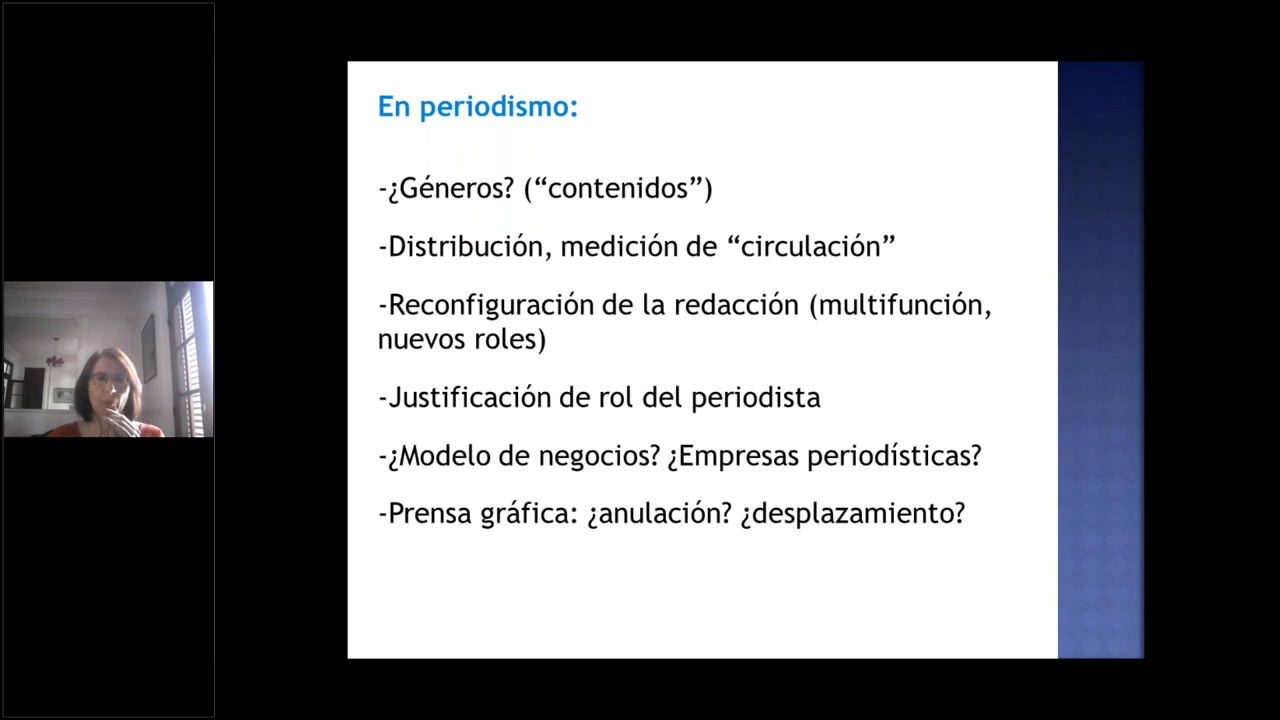 En periodismo:
-¿Géneros? (“contenidos”)
-Distribución, medición de “circulación”
-Reconfiguración de la redacción (multifunción,
nuevos roles)
-Justificación de rol del periodista
-¿Modelo de negocios? ¿Empresas periodísticas?
-Prensa gráfica: ¿anulación? ¿desplazamiento?